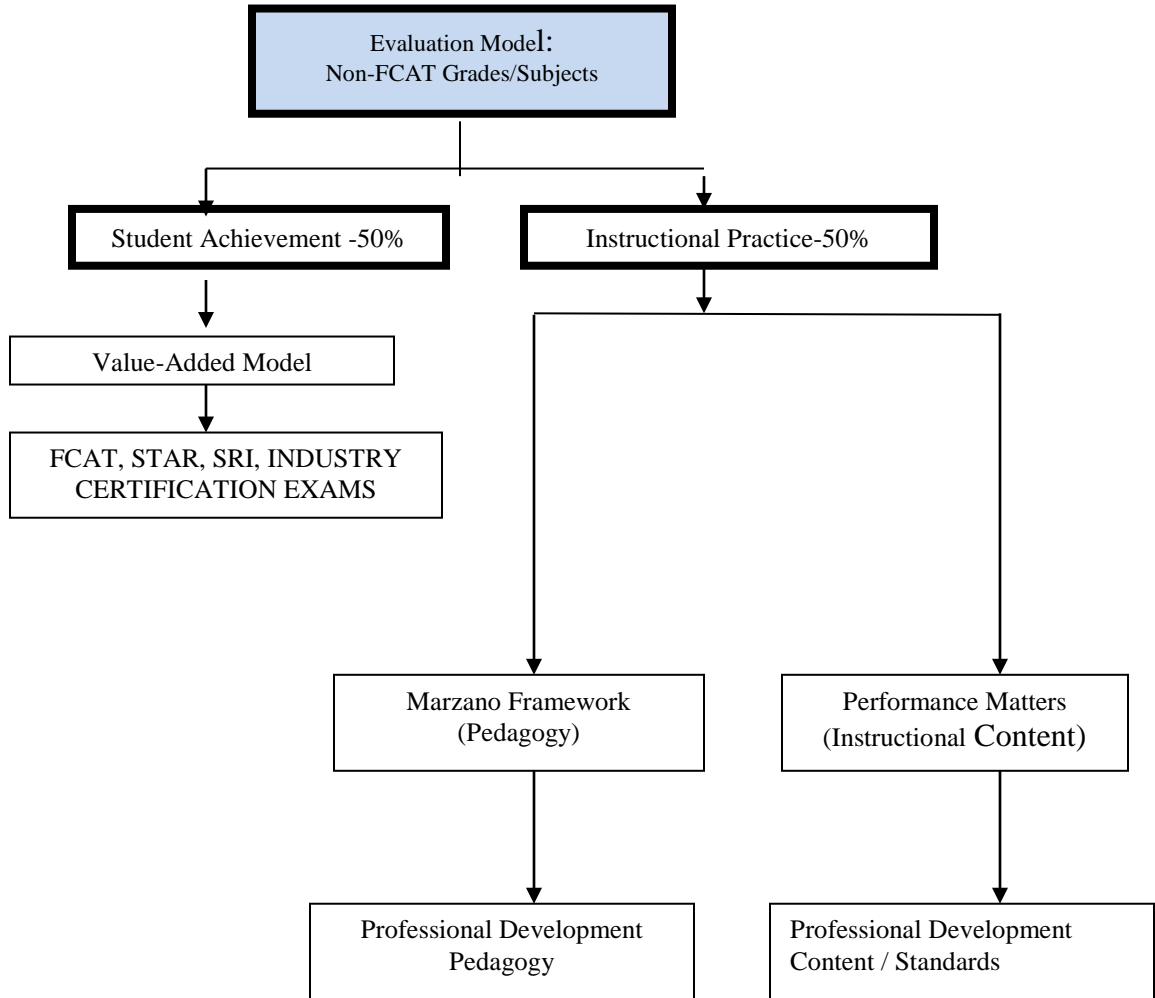 Evaluation Model:
Non-FCAT Grades/Subjects
Student Achievement -50%
Instructional Practice-50%
Value-Added Model
FCAT, STAR, SRI, INDUSTRY
CERTIFICATION EXAMS
Marzano Framework
(Pedagogy)
Performance Matters
(Instructional Content)
Professional Development
Pedagogy
Professional Development
Content / Standards